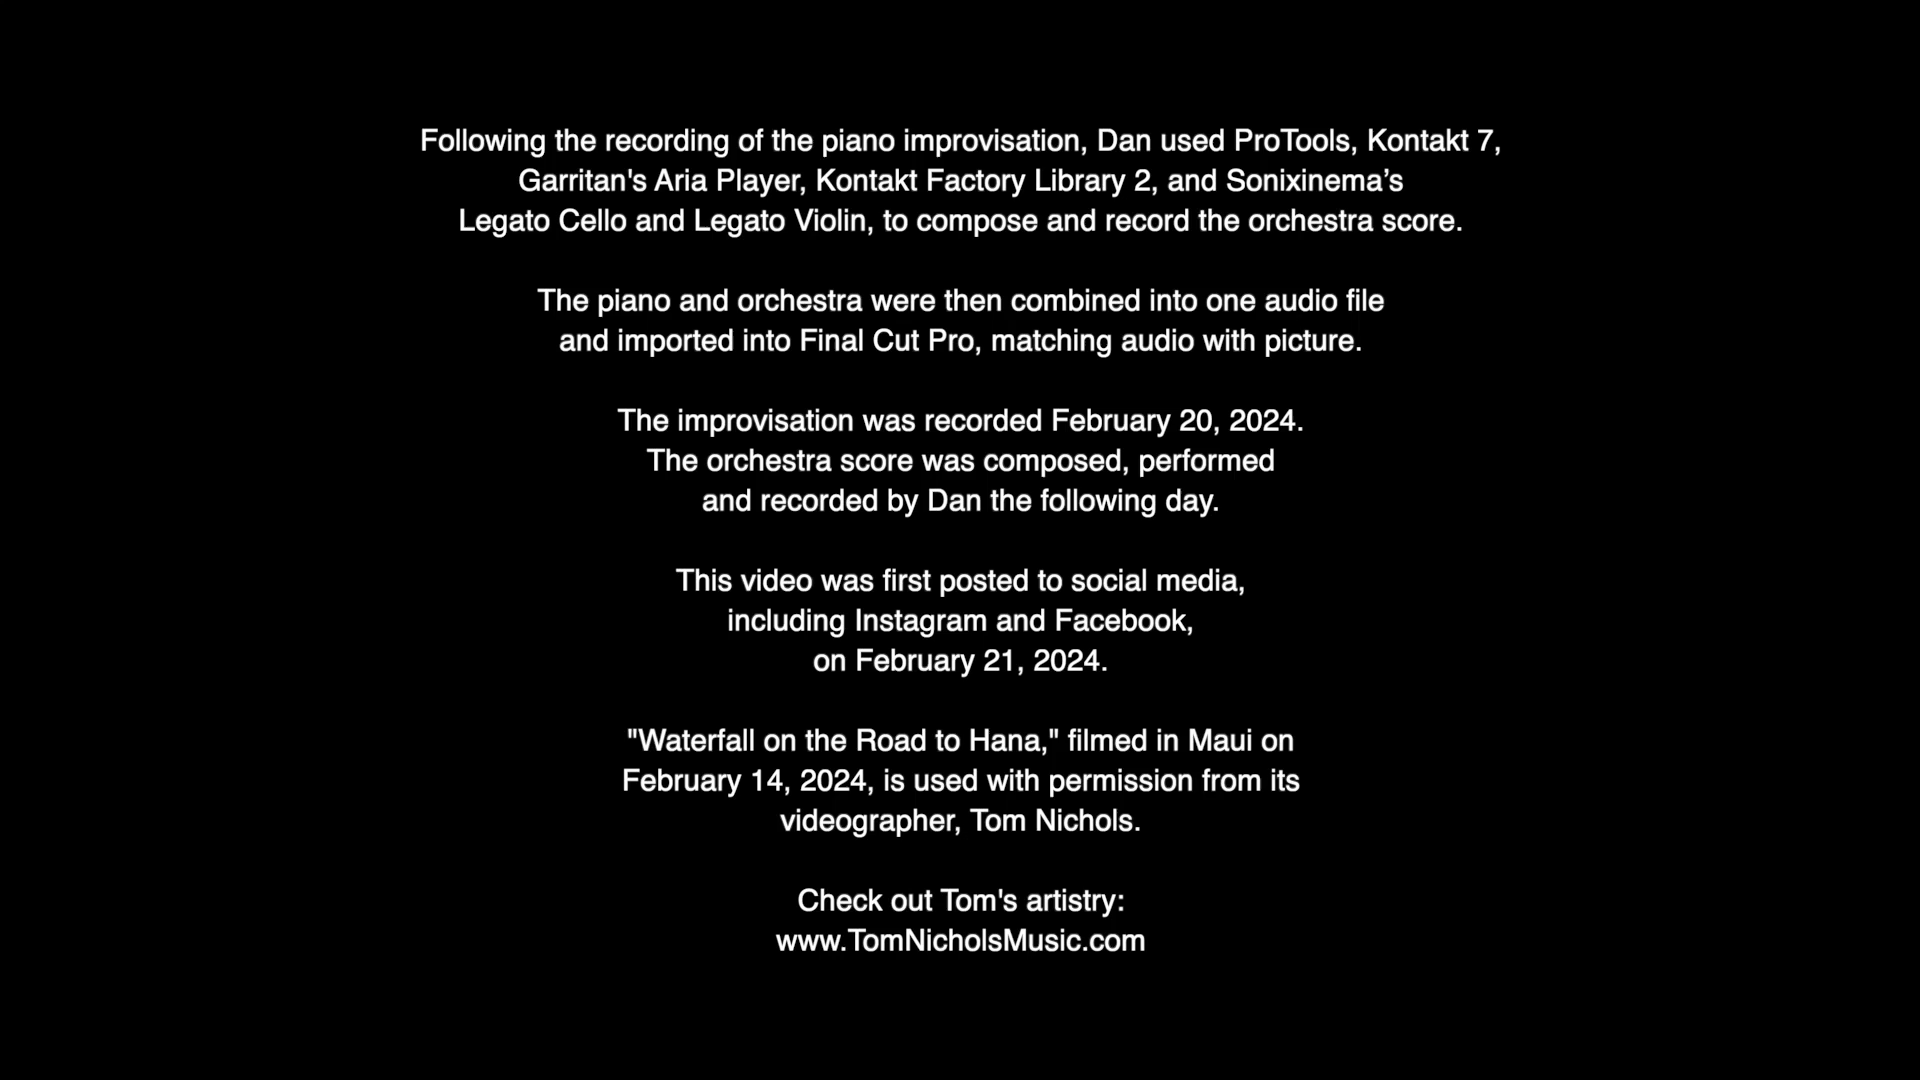 Following the recording of the piano improvisation, Dan used ProTools, Kontakt 7,
Garritan's Aria Player, Kontakt Factory Library 2, and Sonixinema’s
Legato Cello and Legato Violin, to compose and record the orchestra score.
The piano and orchestra were then combined into one audio file
and imported into Final Cut Pro, matching audio with picture.
The improvisation was recorded February 20, 2024.
The orchestra score was composed, performed
and recorded by Dan the following day.
This video was first posted to social media,
including Instagram and Facebook,
on February 21, 2024.
"Waterfall on the Road to Hana," filmed in Maui on
February 14, 2024, is used with permission from its
videographer, Tom Nichols.
Check out Tom's artistry:
www.TomNicholsMusic.com